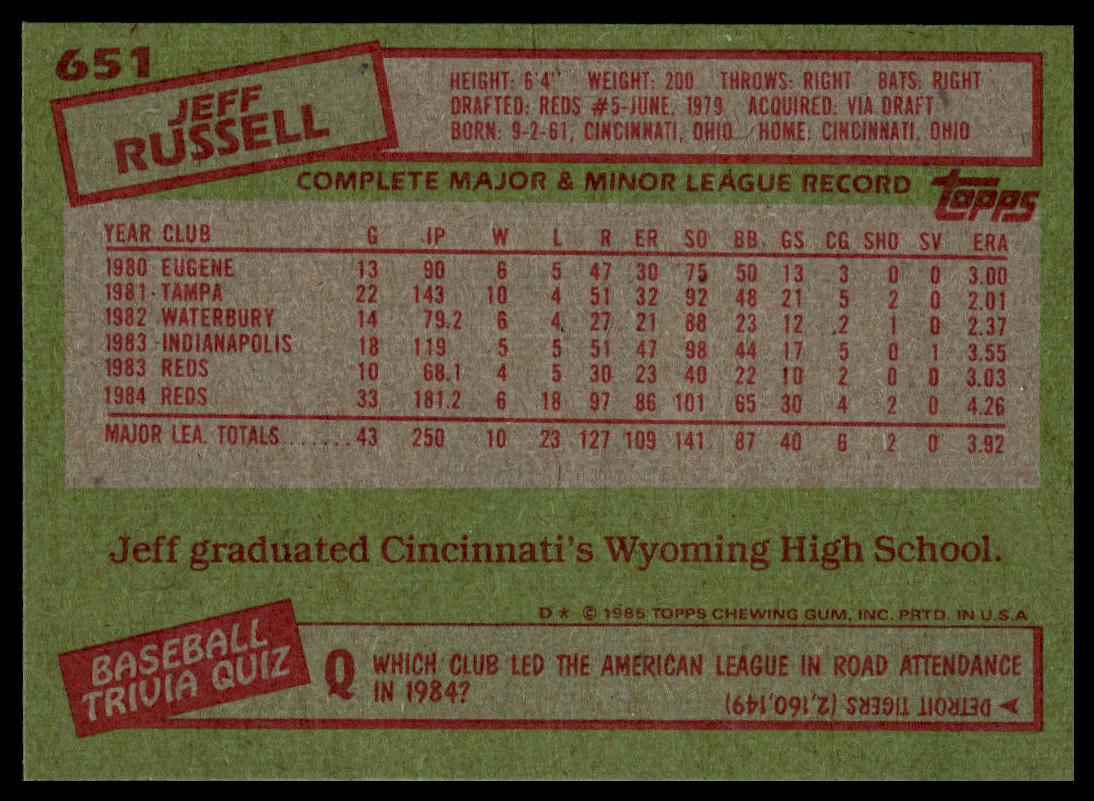 651
JEFF
RUSSELL
HEIGHT: 6'4" WEIGHT: 200 THROWS: RIGHT BATS: RIGHT
DRAFTED: REDS #5-JUNE, 1979 ACQUIRED: VIA DRAFT
BORN: 9-2-61, CINCINNATI, OHIO HOME: CINCINNATI, OHIO
COMPLETE MAJOR & MINOR LEAGUE RECORD topps
YEAR CLUB G IP W L R ER SO BB GS CG SHO SV ERA
1980 EUGENE 13 90 6 5 47 30 75 50 13 3 0 0 3.00
1981 TAMPA 22 143 10 4 51 32 92 48 21 5 2 0 2.01
1982 WATERBURY 14 79.2 6 4 27 21 88 23 12 2 1 0 2.37
1983 INDIANAPOLIS 18 119 5 5 51 47 98 44 17 5 0 1 3.55
1983 REDS 10 68.1 4 5 30 23 40 22 10 2 0 0 3.03
1984 REDS 33 181.2 6 18 97 86 101 65 30 4 2 0 4.26
MAJOR LEA. TOTALS.......43 250 10 23 127 109 141 87 40 6 2 0 3.92
Jeff graduated Cincinnati's Wyoming High School.
D* © 1985 TOPPS CHEWING GUM, INC. PRTD. IN U.S.A
BASEBALL
TRIVIA QUIZ
Q WHICH CLUB LED THE AMERICAN LEAGUE IN ROAD ATTENDANCE
IN 1984?
DETROIT TIGERS (2,160,149)